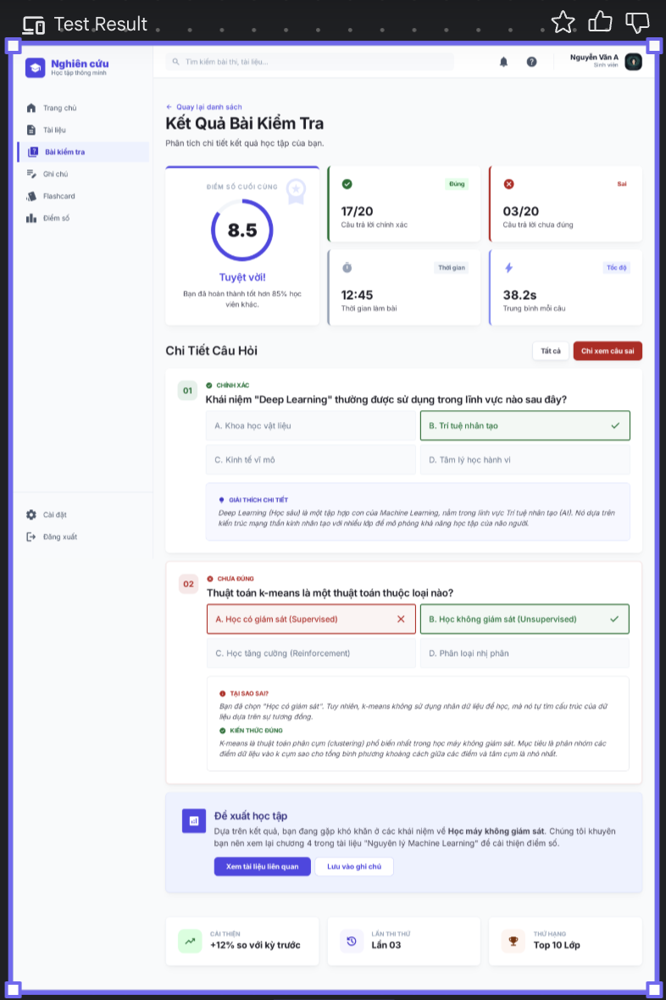 Test Result
Nghiên cứu
Học tập thông minh
Tìm kiếm bài thi, tài liệu...
Nguyễn Văn A
Sinh viên
Trang chủ
Tài liệu
Bài kiểm tra
Ghi chú
Flashcard
Điểm số
Cài đặt
Đăng xuất
← Quay lại danh sách
Kết Quả Bài Kiểm Tra
Phân tích chi tiết kết quả học tập của bạn.
ĐIỂM SỐ CUỐI CÙNG
8.5
Tuyệt vời!
Bạn đã hoàn thành tốt hơn 85% học
viên khác.
Đúng
17/20
Câu trả lời chính xác
Sai
03/20
Câu trả lời chưa đúng
Thời gian
12:45
Thời gian làm bài
Tốc độ
38.2s
Trung bình mỗi câu
Chi Tiết Câu Hỏi
Tất cả
Chỉ xem câu sai
01
CHÍNH XÁC
Khái niệm "Deep Learning" thường được sử dụng trong lĩnh vực nào sau đây?
A. Khoa học vật liệu
B. Trí tuệ nhân tạo
C. Kinh tế vĩ mô
D. Tâm lý học hành vi
GIẢI THÍCH CHI TIẾT
Deep Learning (Học sâu) là một tập hợp con của Machine Learning, nằm trong lĩnh vực Trí tuệ nhân tạo (AI). Nó dựa trên
kiến trúc mạng thần kinh nhân tạo với nhiều lớp để mô phỏng khả năng học tập của não người.
02
CHƯA ĐÚNG
Thuật toán k-means là một thuật toán thuộc loại nào?
A. Học có giám sát (Supervised)
B. Học không giám sát (Unsupervised)
C. Học tăng cường (Reinforcement)
D. Phân loại nhị phân
TẠI SAO SAI?
Bạn đã chọn "Học có giám sát". Tuy nhiên, k-means không sử dụng nhãn dữ liệu để học, mà nó tự tìm cấu trúc của dữ
liệu dựa trên sự tương đồng.
KIẾN THỨC ĐÚNG
K-means là thuật toán phân cụm (clustering) phổ biến nhất trong học máy không giám sát. Mục tiêu là phân nhóm các
điểm dữ liệu vào k cụm sao cho tổng bình phương khoảng cách giữa các điểm và tâm cụm là nhỏ nhất.
Đề xuất học tập
Dựa trên kết quả, bạn đang gặp khó khăn ở các khái niệm về Học máy không giám sát. Chúng tôi khuyên
bạn nên xem lại chương 4 trong tài liệu "Nguyên lý Machine Learning" để cải thiện điểm số.
Xem tài liệu liên quan
Lưu vào ghi chú
CẢI THIỆN
+12% so với kỳ trước
LẦN THI THỨ
Lần 03
THỨ HẠNG
Top 10 Lớp